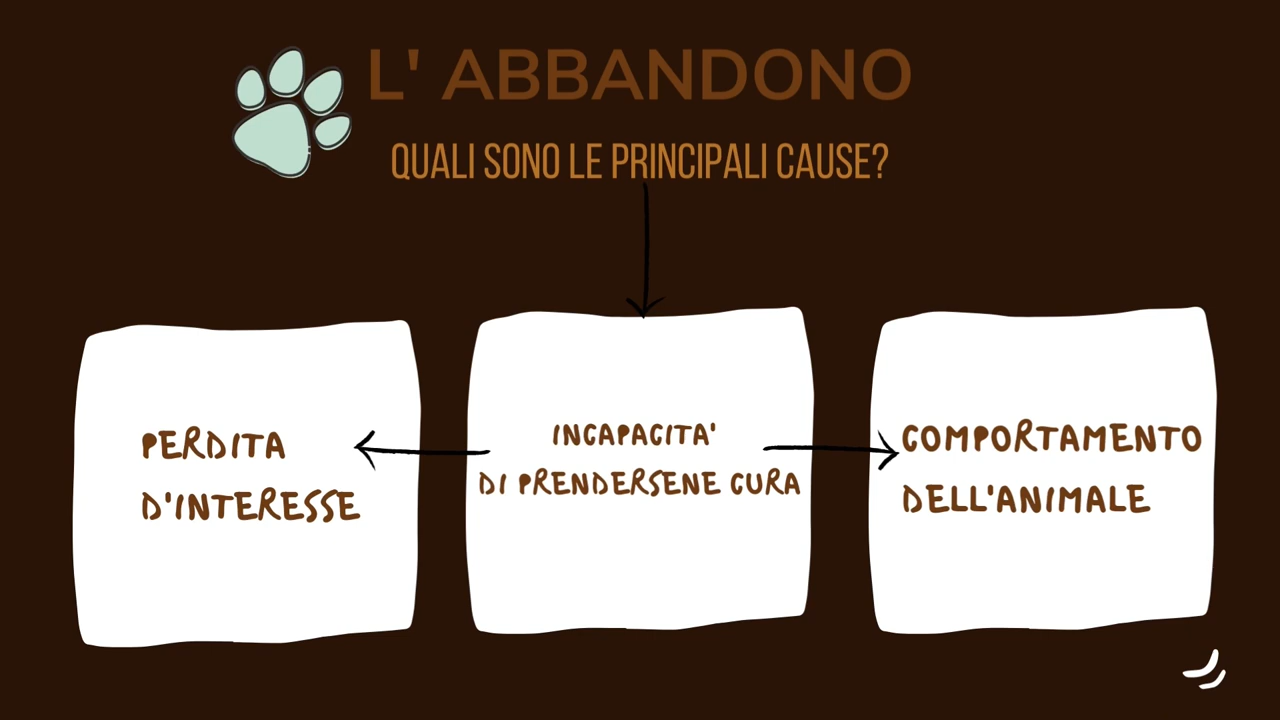 L' ABBANDONO
QUALI SONO LE PRINCIPALI CAUSE?
PERDITA
D'INTERESSE
INCAPACITA'
DI PRENDERSENE CURA
COMPORTAMENTO
DELL'ANIMALE